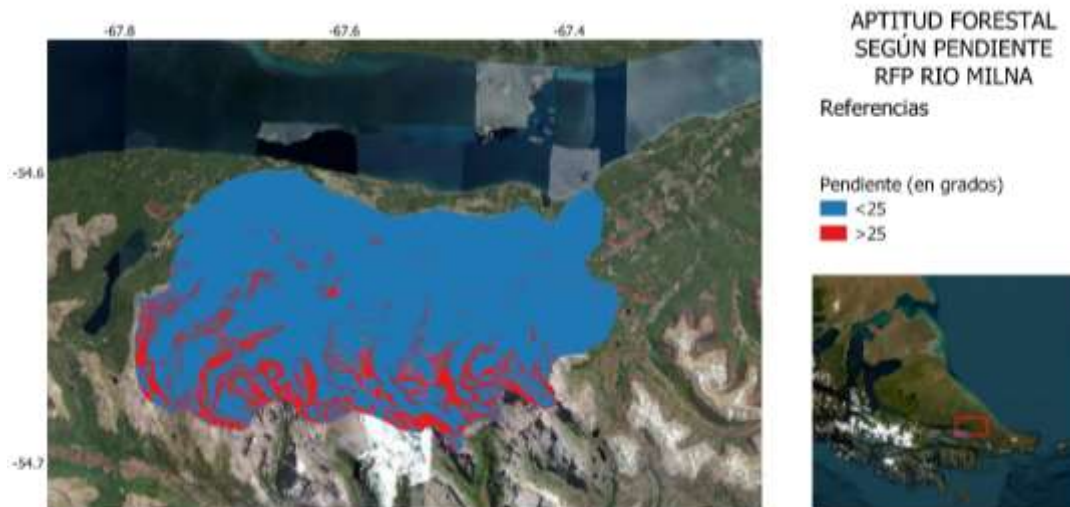 APTITUD FORESTAL
SEGÚN PENDIENTE
RFP RIO MILNA
Referencias
Pendiente (en grados)
<25
>25
-67.8
-67.6
-67.4
-54.6
-54.7